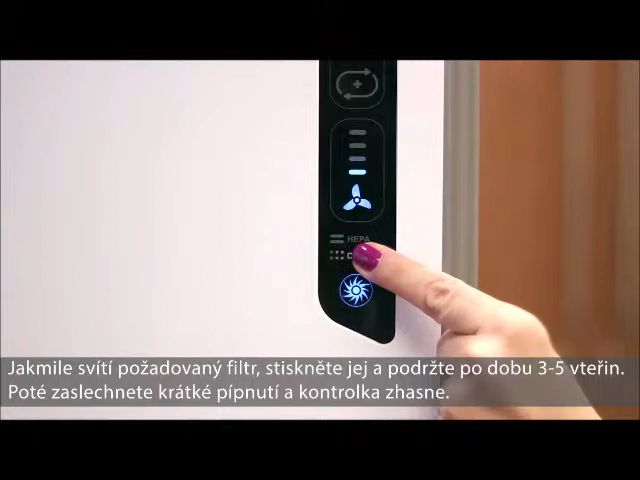 HEPA
Jakmile svítí požadovaný filtr, stiskněte jej a podržte po dobu 3-5 vteřin.
Poté zaslechnete krátké pípnutí a kontrolka zhasne.